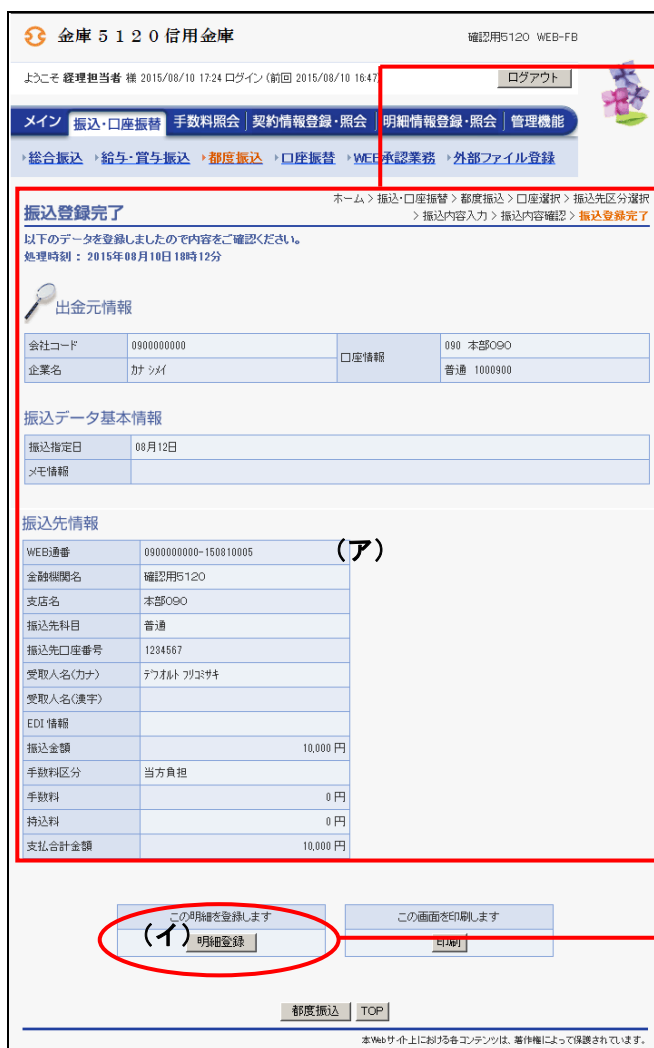 金庫５１２０信用金庫
確認用5120 WEB-FB
ようこそ 経理担当者 様 2015/08/10 17:24 ログイン (前回 2015/08/10 16:47
ログアウト
メイン 振込・口座振替 手数料照会 契約情報登録・照会 明細情報登録・照会 管理機能
総合振込 給与・賞与振込 都度振込 口座振替 WEB承認業務 外部ファイル登録
振込登録完了
ホーム > 振込・口座振替 > 都度振込 > 口座選択 > 振込先区分選択
> 振込内容入力 > 振込内容確認 > 振込登録完了
以下のデータを登録しましたので内容をご確認ください。
処理時刻： 2015年08月10日18時12分
出金元情報
会社コード 0900000000 口座情報 090 本部090
企業名 ｶﾅ ｼﾒｲ 普通 1000900
振込データ基本情報
振込指定日 08月12日
メモ情報
振込先情報
WEB通番 0900000000-150810005
（ア）
金融機関名 確認用5120
支店名 本部090
振込先科目 普通
振込先口座番号 1234567
受取人名(カナ) ﾃﾞﾌｵﾙﾄ ﾌﾘｺﾐｻｷ
受取人名(漢字)
EDI 情報
振込金額 10,000 円
手数料区分 当方負担
手数料 0 円
持込料 0 円
支払合計金額 10,000 円
この明細を登録します この画面を印刷します
（イ） 明細登録 印刷
都度振込 TOP
本Webサイト上における各コンテンツは、著作権によって保護されています。